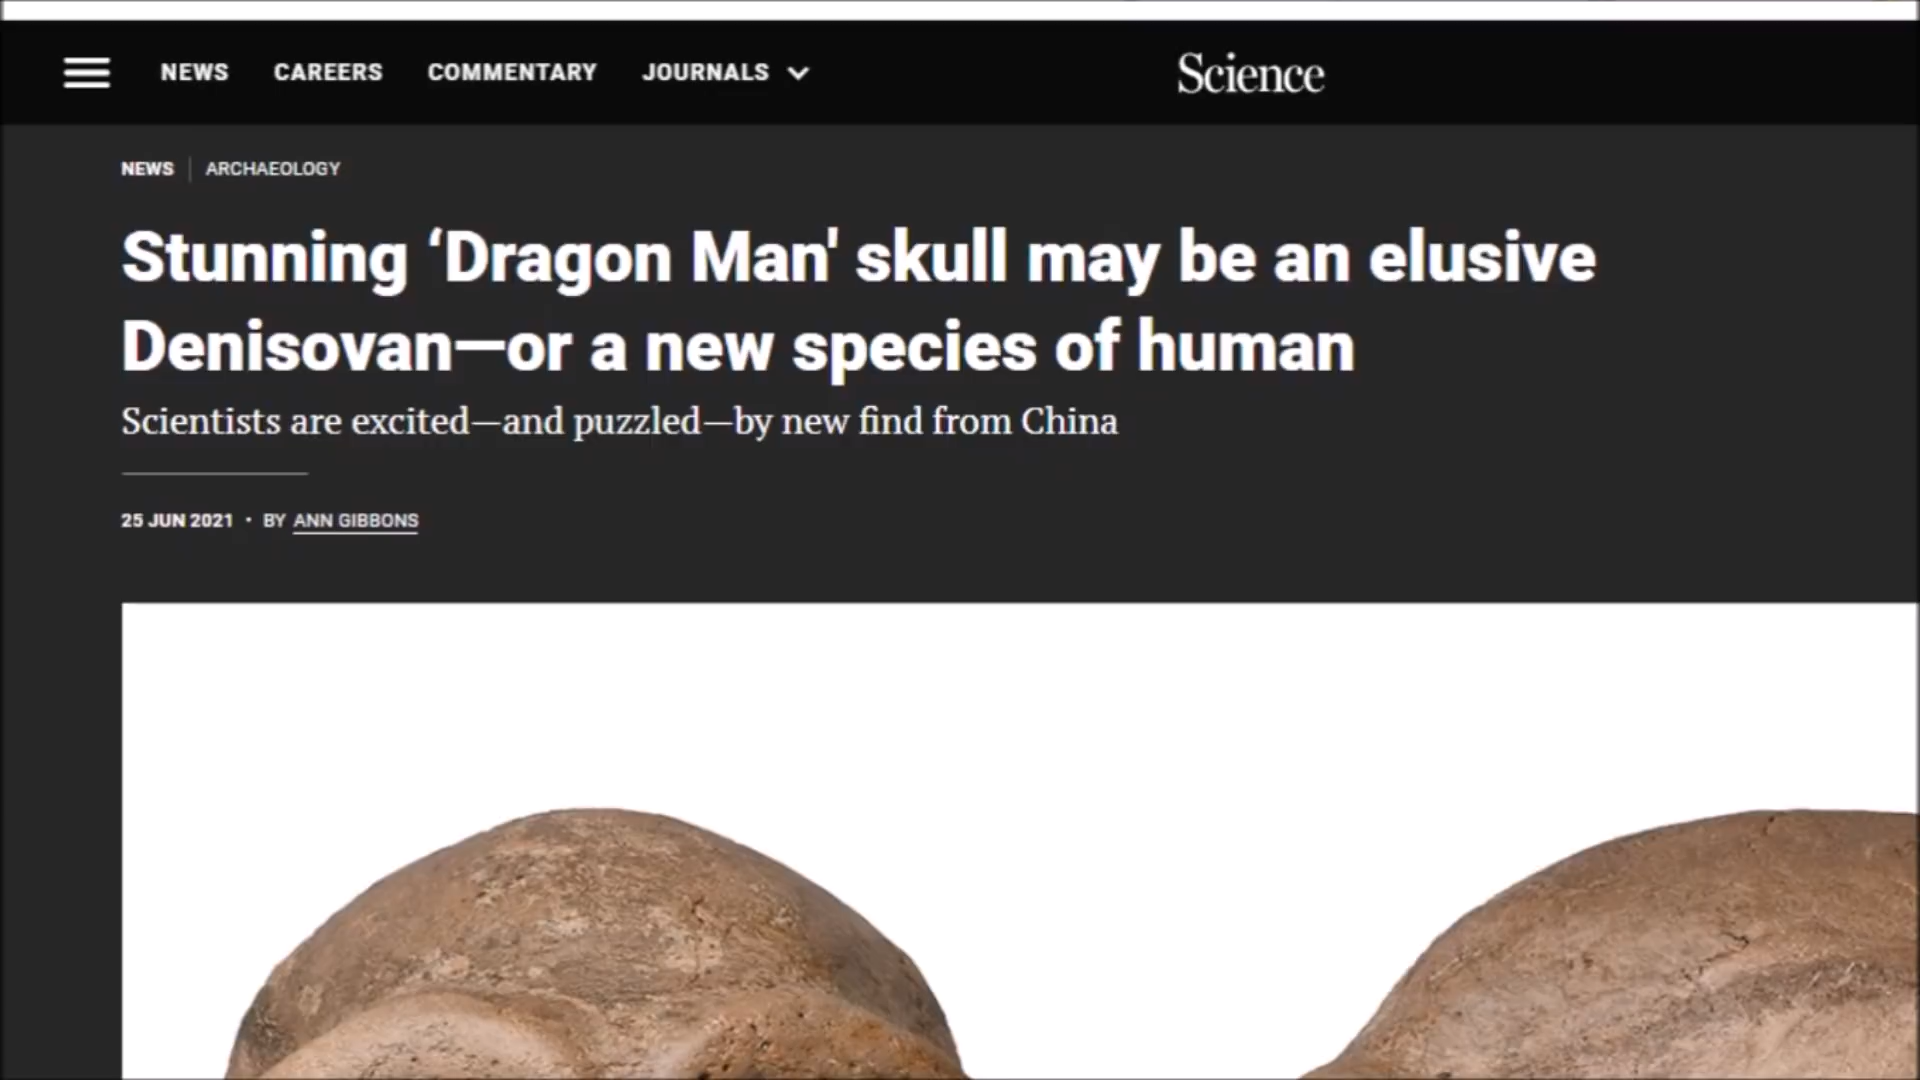 NEWS CAREERS COMMENTARY JOURNALS Science
NEWS ARCHAEOLOGY
Stunning ‘Dragon Man' skull may be an elusive
Denisovan—or a new species of human
Scientists are excited—and puzzled—by new find from China
25 JUN 2021 • BY ANN GIBBONS